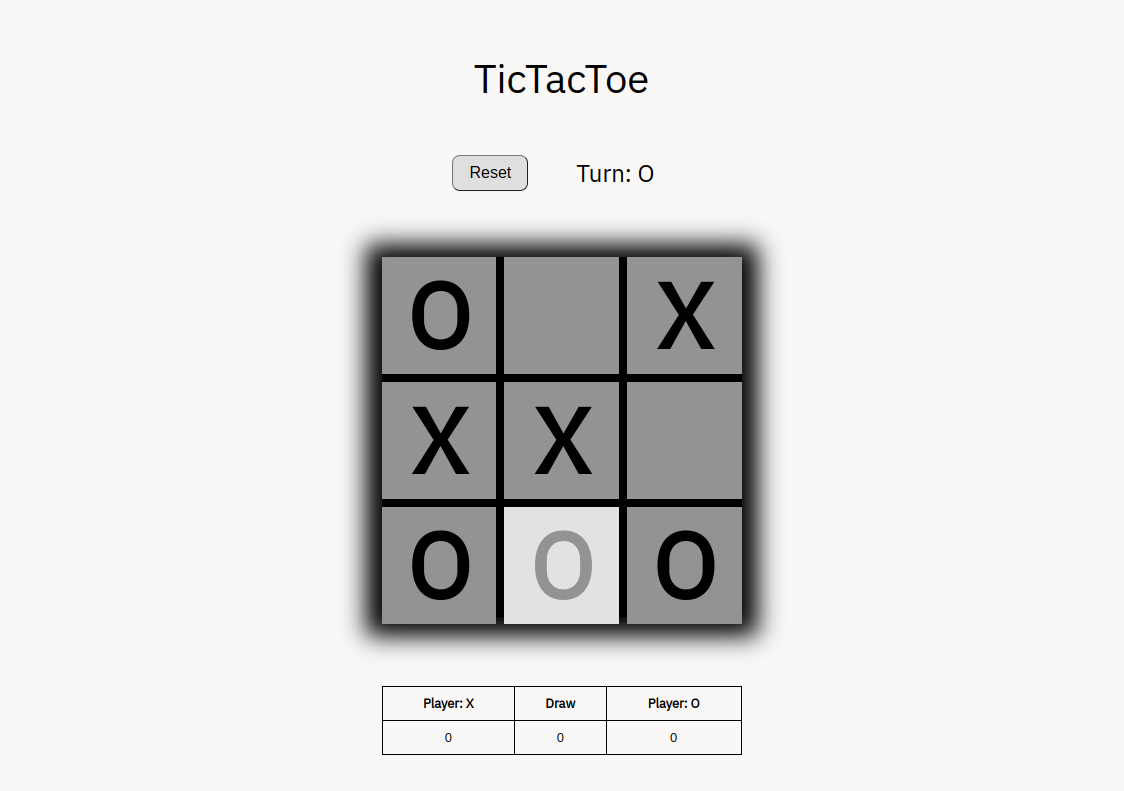 TicTacToe
Reset Turn: O
O X
X X
O O O
Player: X Draw Player: O
0 0 0